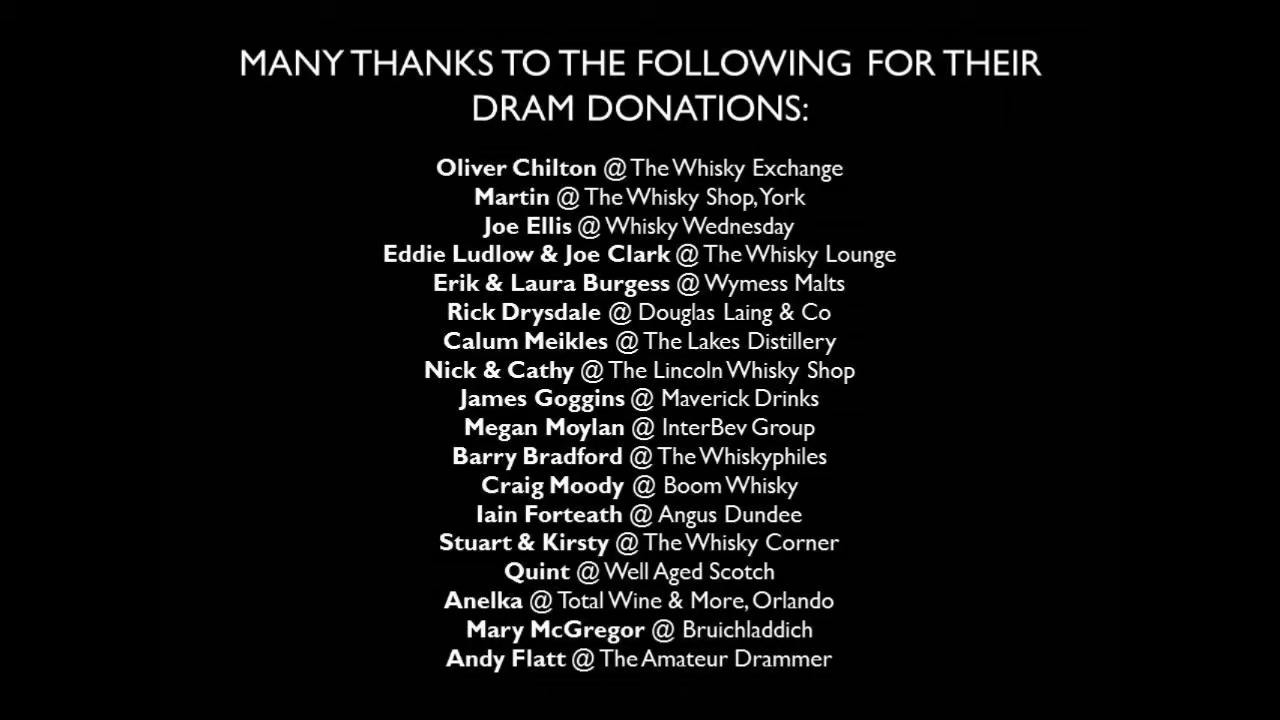 MANY THANKS TO THE FOLLOWING FOR THEIR
DRAM DONATIONS:
Oliver Chilton @ The Whisky Exchange
Martin @ The Whisky Shop, York
Joe Ellis @ Whisky Wednesday
Eddie Ludlow & Joe Clark @ The Whisky Lounge
Erik & Laura Burgess @ Wymess Malts
Rick Drysdale @ Douglas Laing & Co
Calum Meikles @ The Lakes Distillery
Nick & Cathy @ The Lincoln Whisky Shop
James Goggins @ Maverick Drinks
Megan Moylan @ InterBev Group
Barry Bradford @ The Whiskyphiles
Craig Moody @ Boom Whisky
Iain Forteath @ Angus Dundee
Stuart & Kirsty @ The Whisky Corner
Quint @ Well Aged Scotch
Anelka @ Total Wine & More, Orlando
Mary McGregor @ Bruichladdich
Andy Flatt @ The Amateur Drammer